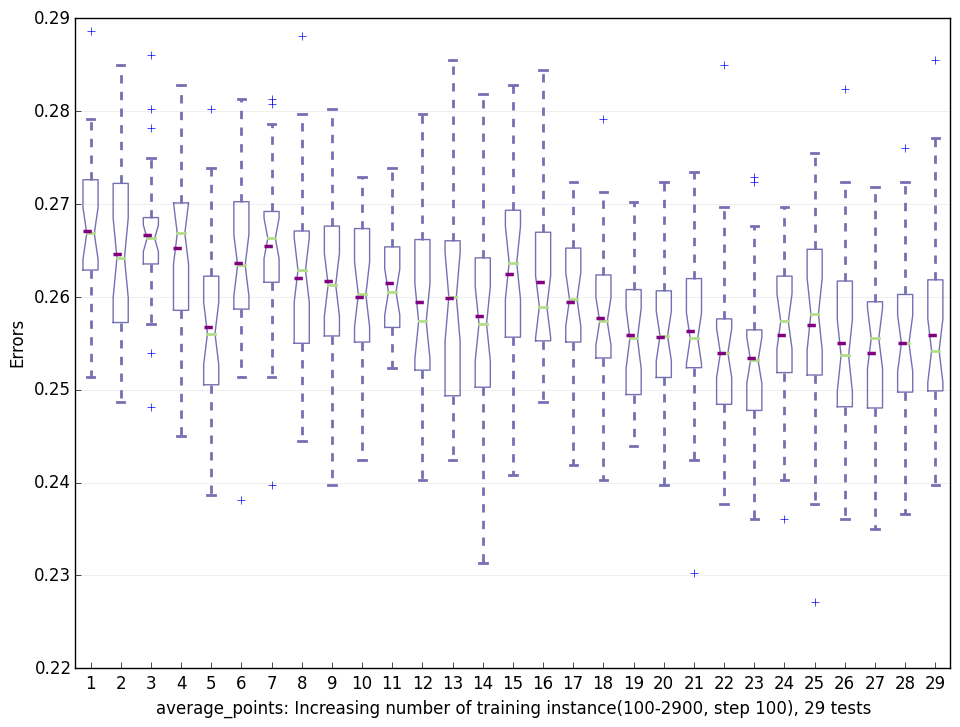 0.29
0.28
0.27
0.26
0.25
0.24
0.23
0.22
Errors
1 2 3 4 5 6 7 8 9 10 11 12 13 14 15 16 17 18 19 20 21 22 23 24 25 26 27 28 29
average_points: Increasing number of training instance(100-2900, step 100), 29 tests